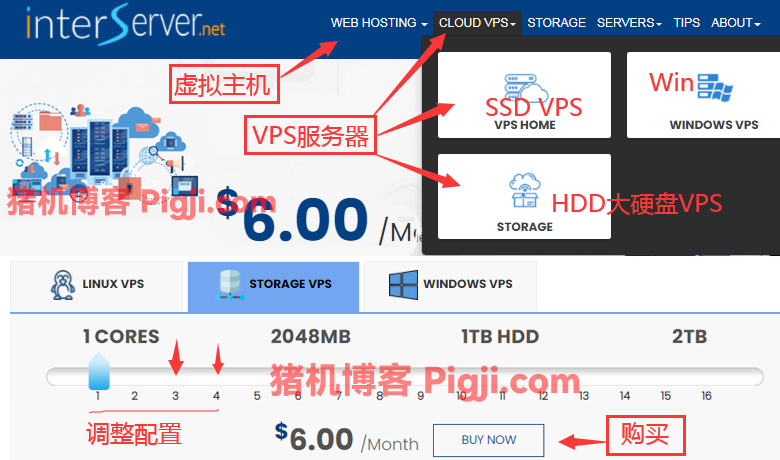 interServer.net
WEB HOSTING CLOUD VPS STORAGE SERVERS TIPS ABOUT
虚拟主机
VPS服务器
SSD VPS
VPS HOME
Win
WINDOWS VPS
HDD大硬盘VPS
STORAGE
猪机博客 Pigji.com
$6.00 /Mo
LINUX VPS STORAGE VPS WINDOWS VPS
1 CORES 2048MB 1TB HDD 2TB
猪机博客 Pigji.com
1 2 3 4 5 6 7 8 9 10 11 12 13 14 15 16
调整配置
$6.00 /Month BUY NOW 购买